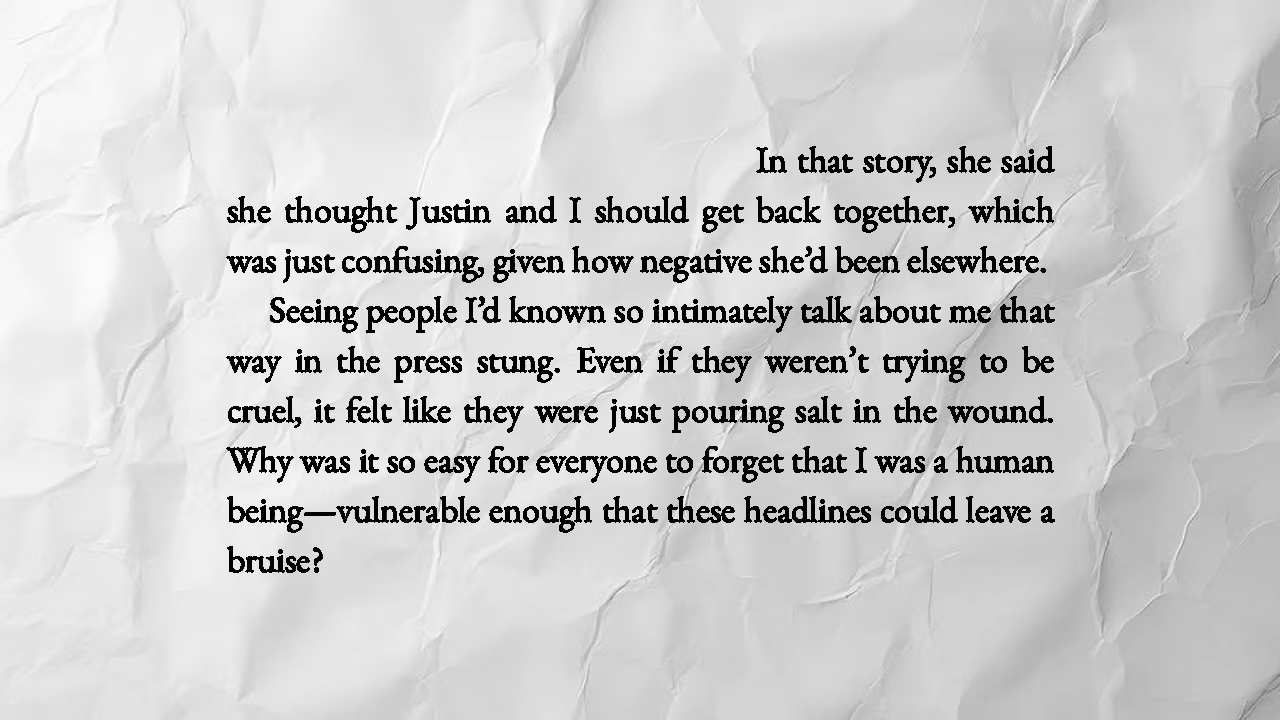 In that story, she said
she thought Justin and I should get back together, which
was just confusing, given how negative she’d been elsewhere.
Seeing people I’d known so intimately talk about me that
way in the press stung. Even if they weren’t trying to be
cruel, it felt like they were just pouring salt in the wound.
Why was it so easy for everyone to forget that I was a human
being—vulnerable enough that these headlines could leave a
bruise?